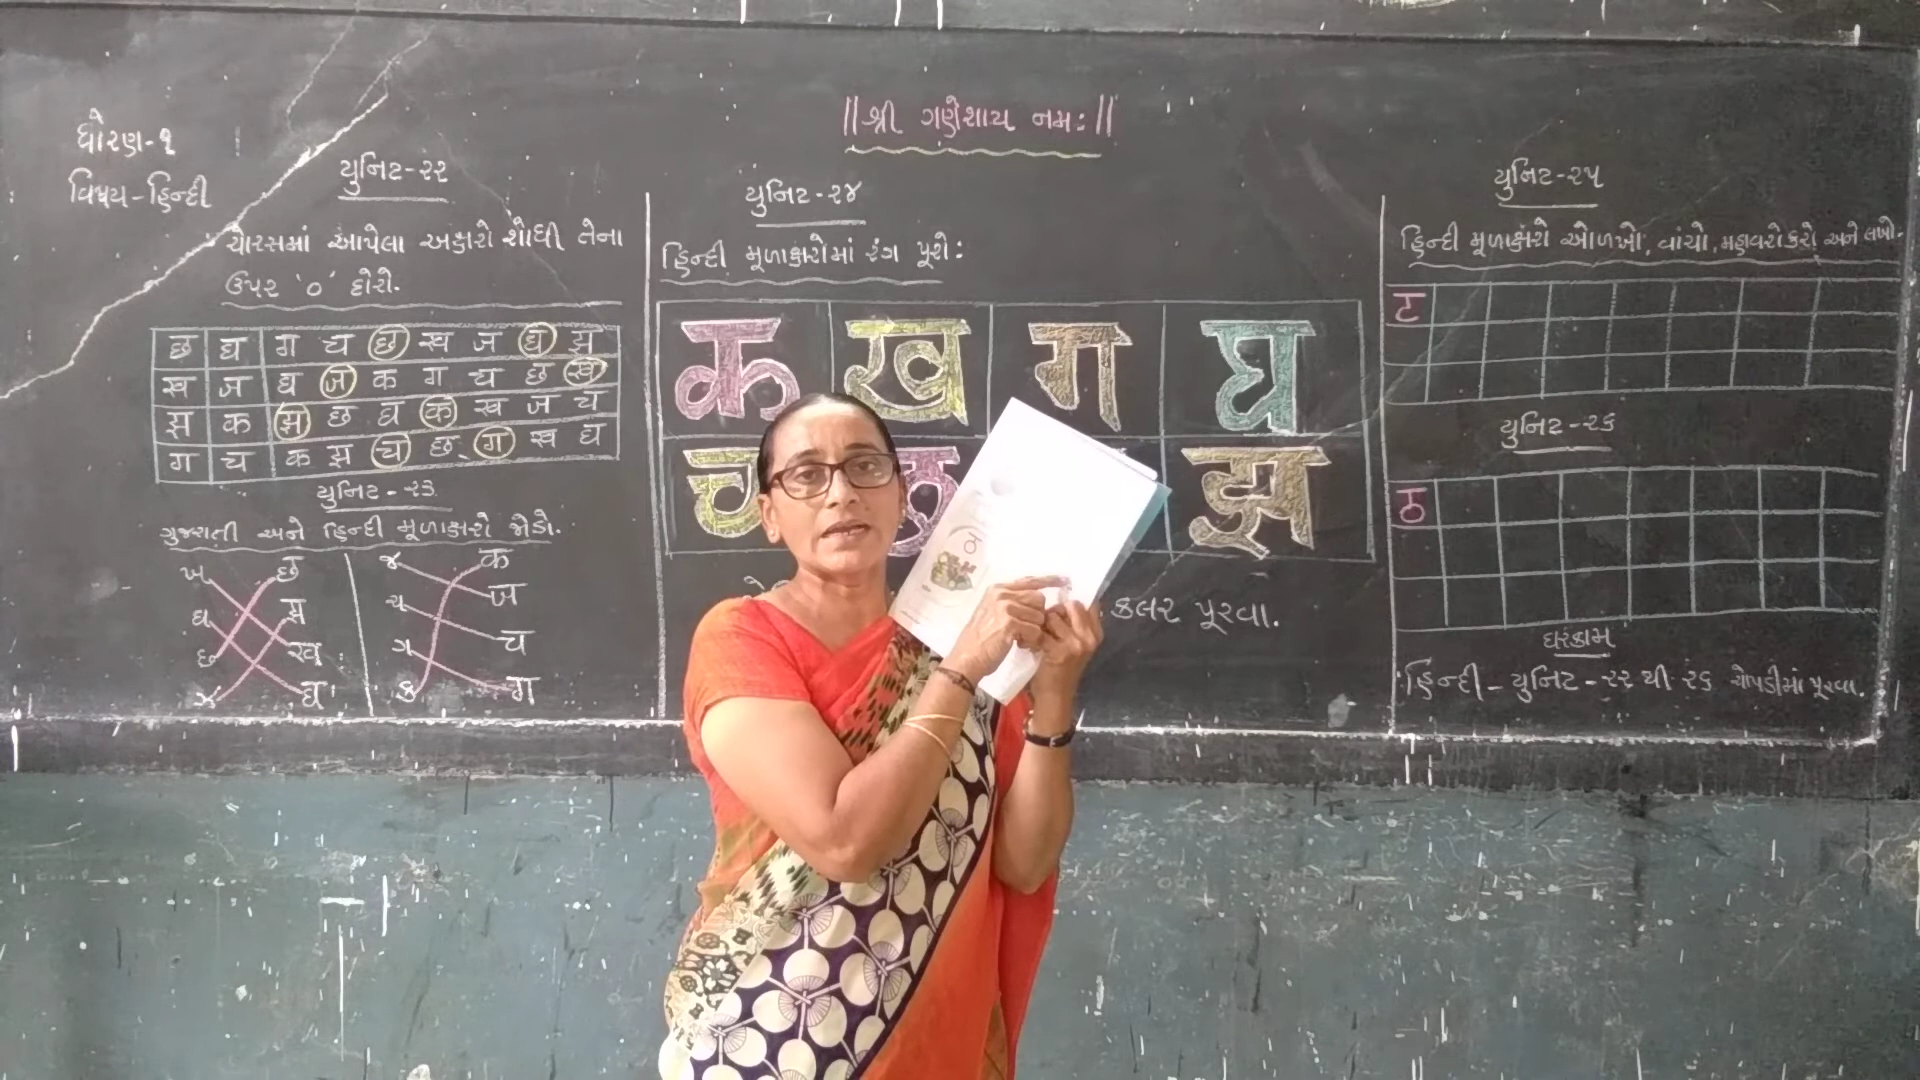 ॥ શ્રી ગણેશાય નમઃ ॥
ધોરણ-૧
વિષય-હિન્દી
યુનિટ-૨૨
ચોરસમાં આપેલા અક્ષરો શોધી તેના
ઉપર '૦' દોરો.
छ घ ग च छ ख ज घ झ
ख ज घ ज क ग च छ ख
झ क झ छ घ क ख ज च
ग च क झ च छ ग ख घ
યુનિટ-૨૩
ગુજરાતી અને હિન્દી મૂળાક્ષરો જોડો.
ખ छ જ क
ઘ झ ચ ज
છ ख ગ च
ઝ घ ક ग
યુનિટ-૨૪
હિન્દી મૂળાક્ષરોમાં રંગ પૂરો:
क ख ग घ
च छ झ
કલર પૂરવા.
યુનિટ-૨૫
હિન્દી મૂળાક્ષરો ઓળખો, વાંચો, મહાવરો કરો અને લખો.
ट
યુનિટ-૨૬
ठ
ઘરકામ
હિન્દી - યુનિટ-૨૨ થી ૨૬ ચોપડીમાં પૂરવા.
ठ